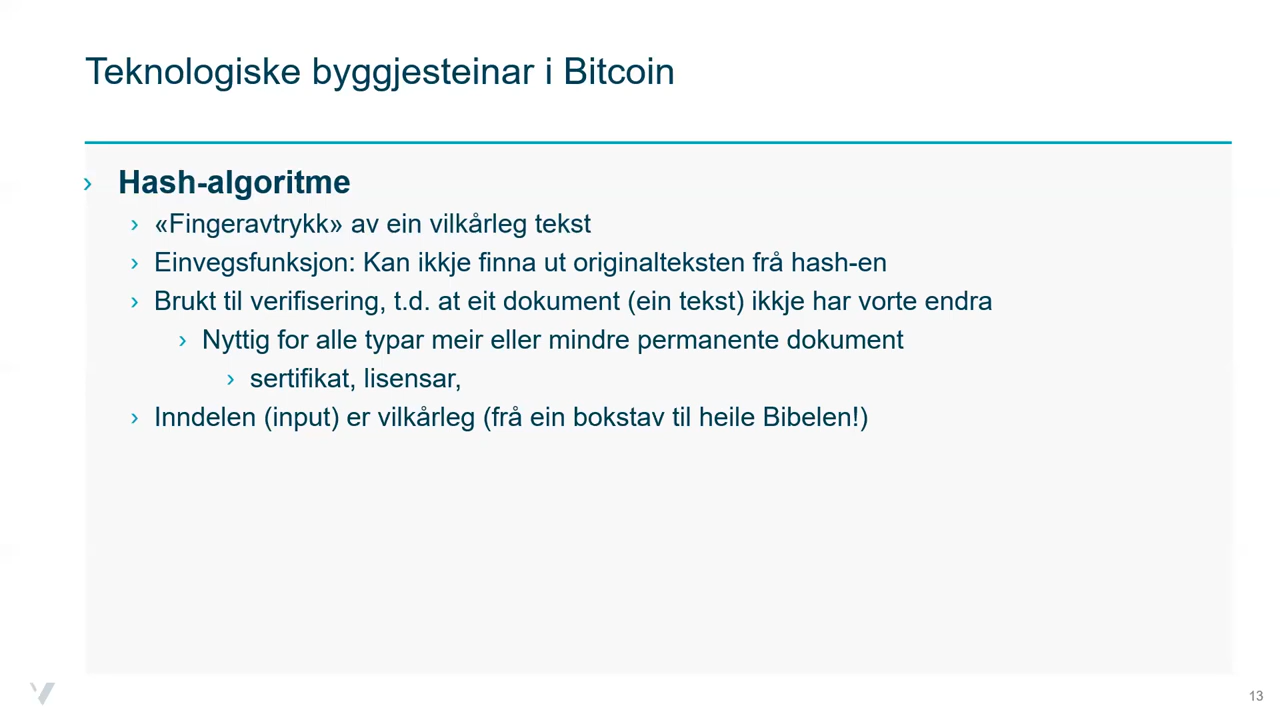 Teknologiske byggjesteinar i Bitcoin
› Hash-algoritme
› «Fingeravtrykk» av ein vilkårleg tekst
› Einvegsfunksjon: Kan ikkje finna ut originalteksten frå hash-en
› Brukt til verifisering, t.d. at eit dokument (ein tekst) ikkje har vorte endra
› Nyttig for alle typar meir eller mindre permanente dokument
› sertifikat, lisensar,
› Inndelen (input) er vilkårleg (frå ein bokstav til heile Bibelen!)
13